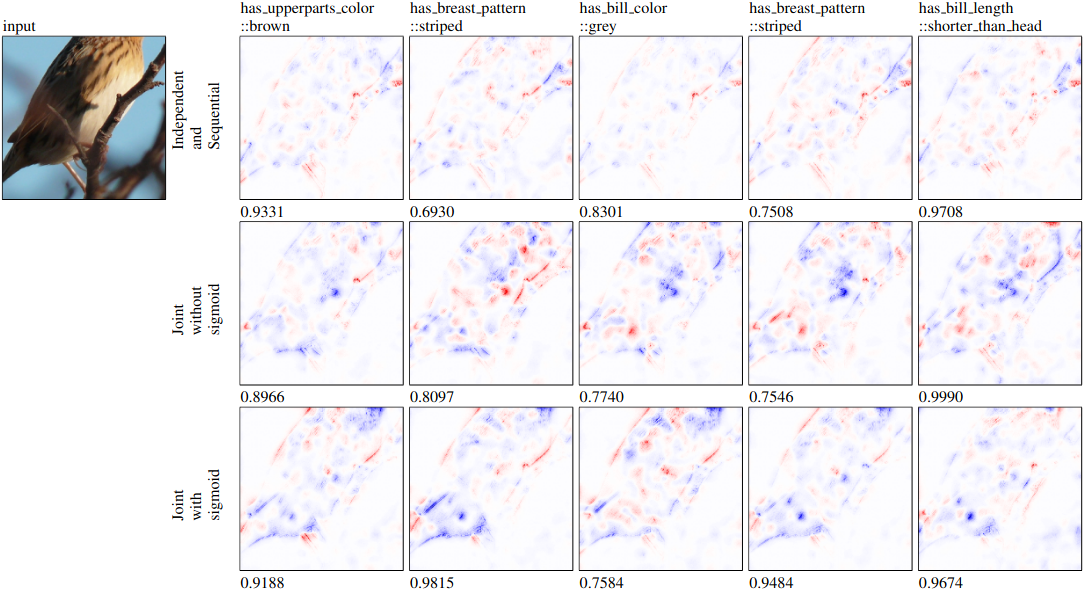 input
has_upperparts_color
::brown
has_breast_pattern
::striped
has_bill_color
::grey
has_breast_pattern
::striped
has_bill_length
::shorter_than_head
Independent
and
Sequential
0.9331
0.6930
0.8301
0.7508
0.9708
Joint
without
sigmoid
0.8966
0.8097
0.7740
0.7546
0.9990
Joint
with
sigmoid
0.9188
0.9815
0.7584
0.9484
0.9674